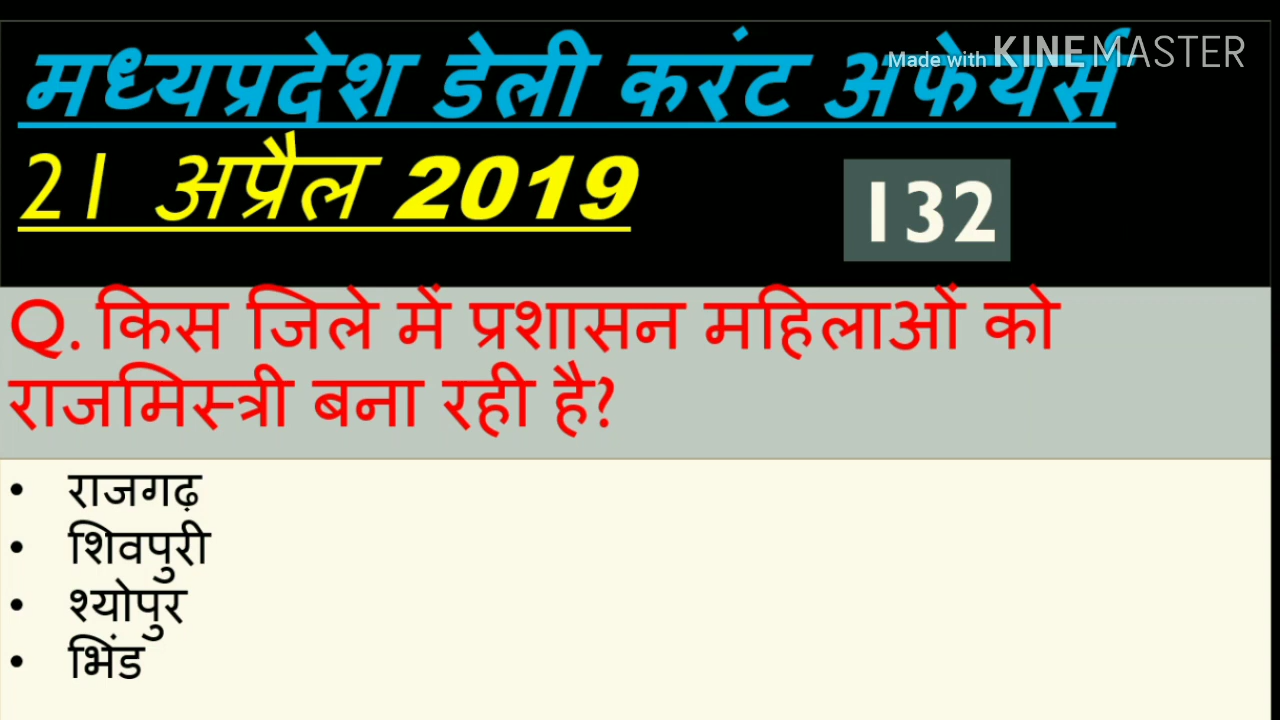 Made with KINEMASTER
मध्यप्रदेश डेली करंट अफेयर्स
21 अप्रैल 2019
132
Q. किस जिले में प्रशासन महिलाओं को
राजमिस्त्री बना रही है?
• राजगढ़
• शिवपुरी
• श्योपुर
• भिंड